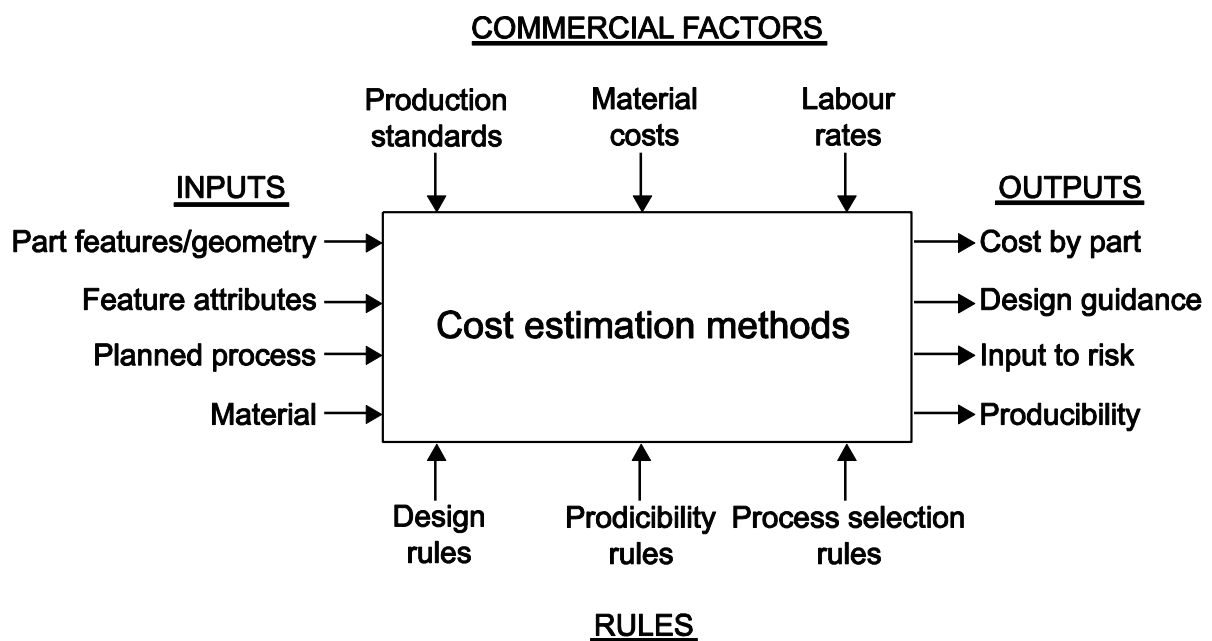 COMMERCIAL FACTORS
Production
standards
Material
costs
Labour
rates
INPUTS
OUTPUTS
Part features/geometry
Feature attributes
Planned process
Material
Cost estimation methods
Cost by part
Design guidance
Input to risk
Producibility
Design
rules
Prodicibility
rules
Process selection
rules
RULES